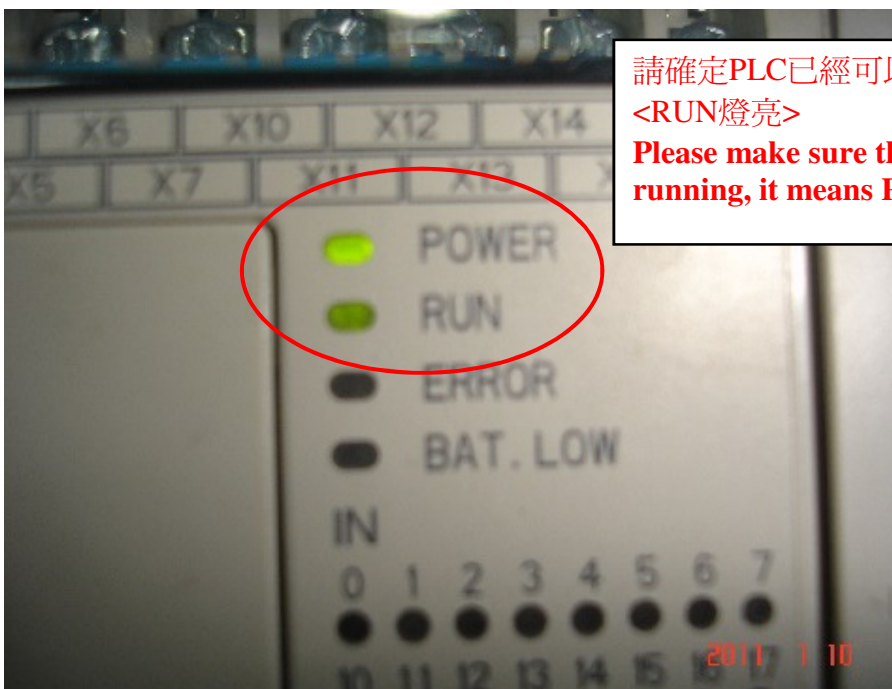 請確定PLC已經可
<RUN燈亮>
Please make sure
running, it means
X6 X10 X12 X14
X5 X7 X11 X13
POWER
RUN
ERROR
BAT.LOW
IN
0 1 2 3 4 5 6 7
10 11 12 13 14 15 16 17
2011 1 10